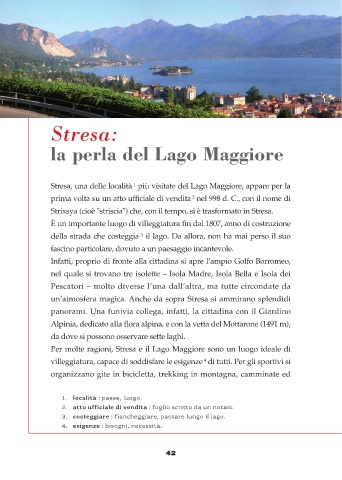 Stresa:
la perla del Lago Maggiore
Stresa, una delle località 1 più visitate del Lago Maggiore, appare per la
prima volta su un atto ufficiale di vendita 2 nel 998 d. C., con il nome di
Strixsya (cioè "striscia") che, con il tempo, si è trasformato in Stresa.
È un importante luogo di villeggiatura fin dal 1807, anno di costruzione
della strada che costeggia 3 il lago. Da allora, non ha mai perso il suo
fascino particolare, dovuto a un paesaggio incantevole.
Infatti, proprio di fronte alla cittadina si apre l'ampio Golfo Borromeo,
nel quale si trovano tre isolette – Isola Madre, Isola Bella e Isola dei
Pescatori – molto diverse l'una dall'altra, ma tutte circondate da
un'atmosfera magica. Anche da sopra Stresa si ammirano splendidi
panorami. Una funivia collega, infatti, la cittadina con il Giardino
Alpinia, dedicato alla flora alpina, e con la vetta del Mottarone (1491 m),
da dove si possono osservare sette laghi.
Per molte ragioni, Stresa e il Lago Maggiore sono un luogo ideale di
villeggiatura, capace di soddisfare le esigenze 4 di tutti. Per gli sportivi si
organizzano gite in bicicletta, trekking in montagna, camminate ed
1. località : paese, luogo.
2. atto ufficiale di vendita : foglio scritto da un notaio.
3. costeggiare : fiancheggiare, passare lungo il lago.
4. esigenze : bisogni, necessità.
42